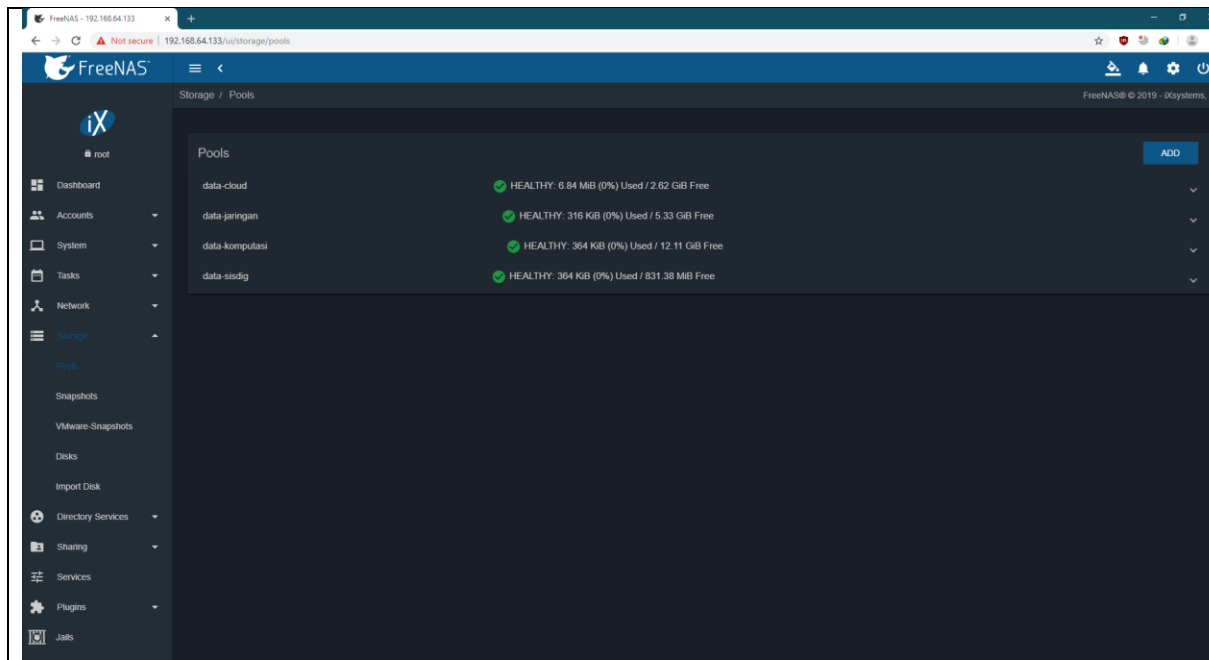 FreeNAS - 192.168.64.133
Not secure | 192.168.64.133/ui/storage/pools
FreeNAS®
Storage / Pools
FreeNAS® © 2019 - iXsystems,
iX
root
Pools
ADD
data-cloud HEALTHY: 6.84 MiB (0%) Used / 2.62 GiB Free
data-jaringan HEALTHY: 316 KiB (0%) Used / 5.33 GiB Free
data-komputasi HEALTHY: 364 KiB (0%) Used / 12.11 GiB Free
data-sisdig HEALTHY: 364 KiB (0%) Used / 831.38 MiB Free
Dashboard
Accounts
System
Tasks
Network
Storage
Pools
Snapshots
VMware-Snapshots
Disks
Import Disk
Directory Services
Sharing
Services
Plugins
Jails